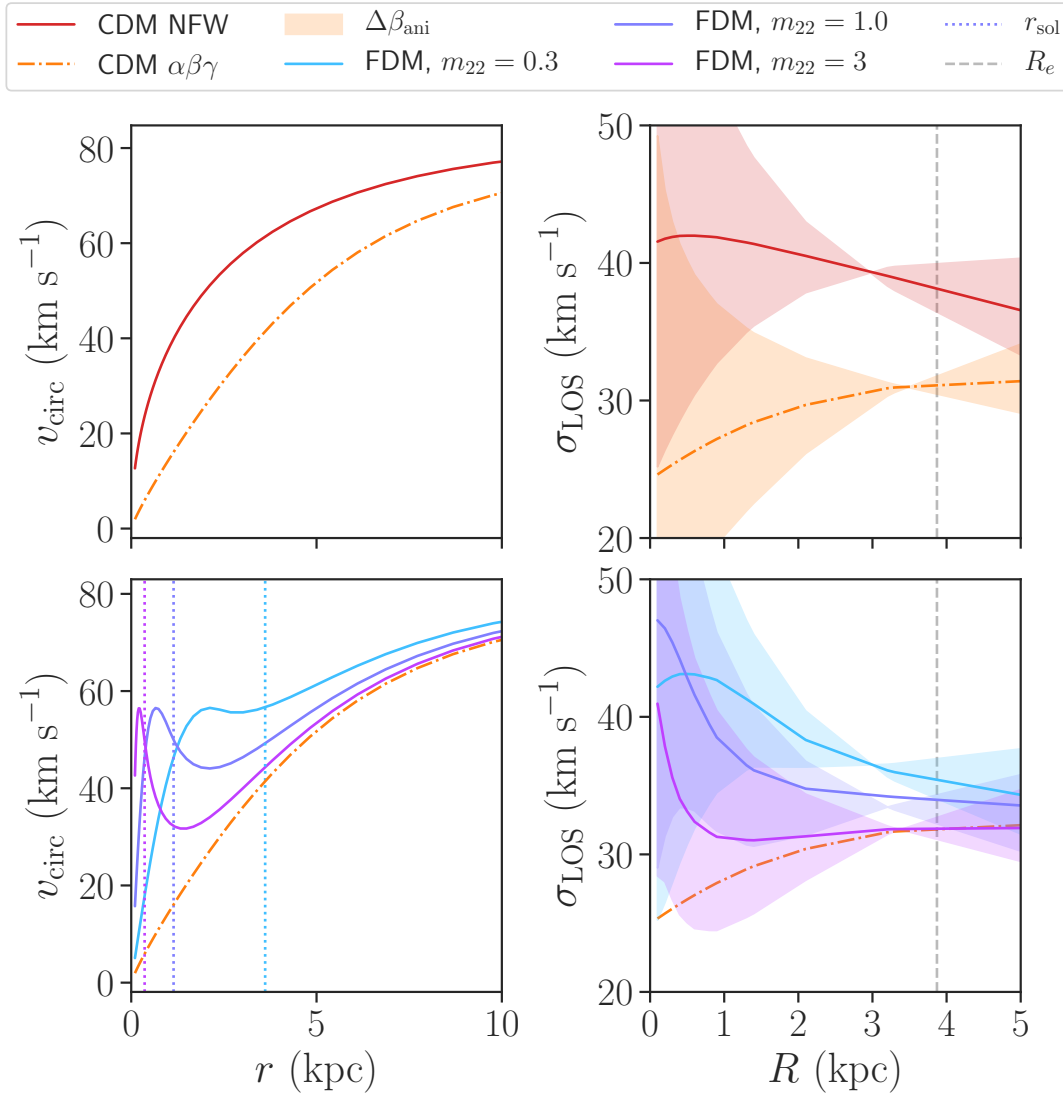 CDM NFW
Δβ_ani
FDM, m_22 = 1.0
r_sol
CDM αβγ
FDM, m_22 = 0.3
FDM, m_22 = 3
R_e
80
60
40
20
0
v_circ (km s^−1)
50
40
30
20
σ_LOS (km s^−1)
80
60
40
20
0
v_circ (km s^−1)
0
5
10
r (kpc)
50
40
30
20
σ_LOS (km s^−1)
0
1
2
3
4
5
R (kpc)